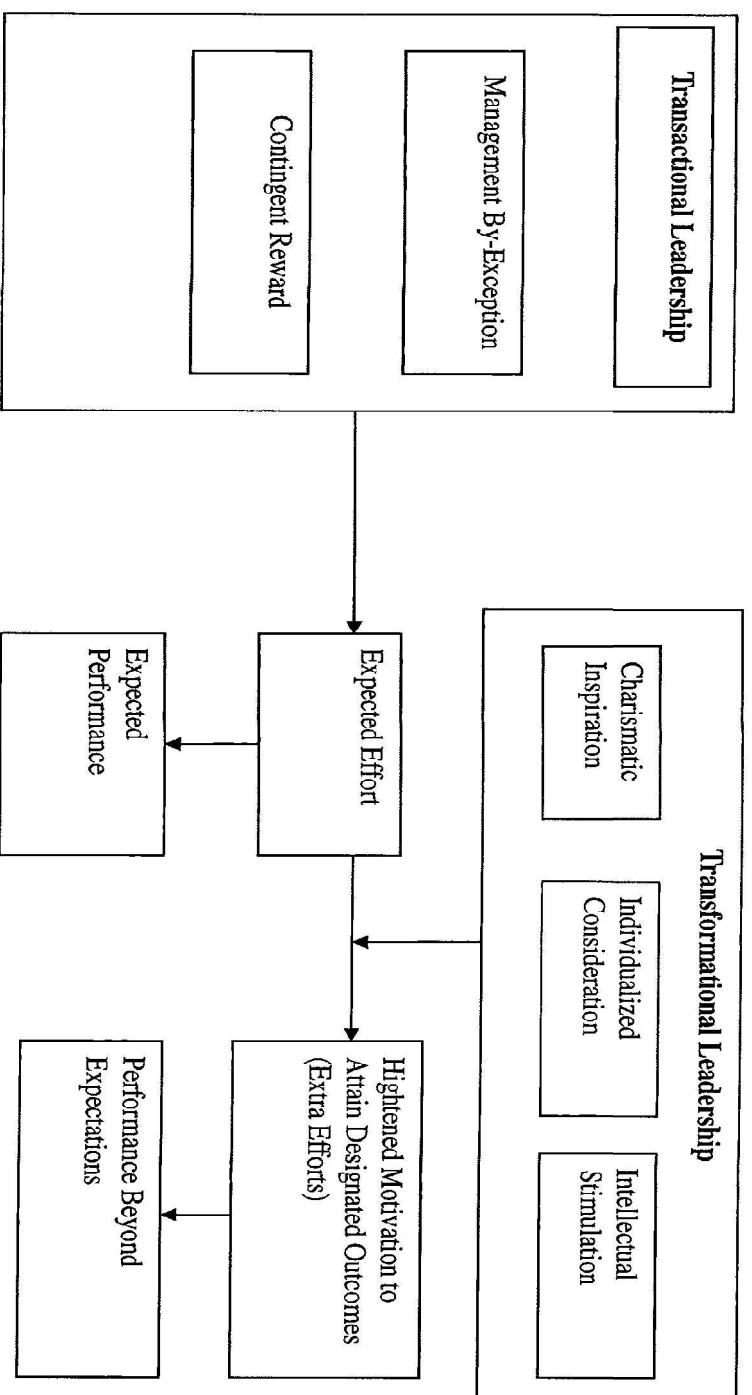 Transactional Leadership
Management By-Exception
Contingent Reward
Transformational Leadership
Charismatic
Inspiration
Individualized
Consideration
Intellectual
Stimulation
Expected Effort
Hightened Motivation to
Attain Designated Outcomes
(Extra Efforts)
Expected
Performance
Performance Beyond
Expectations